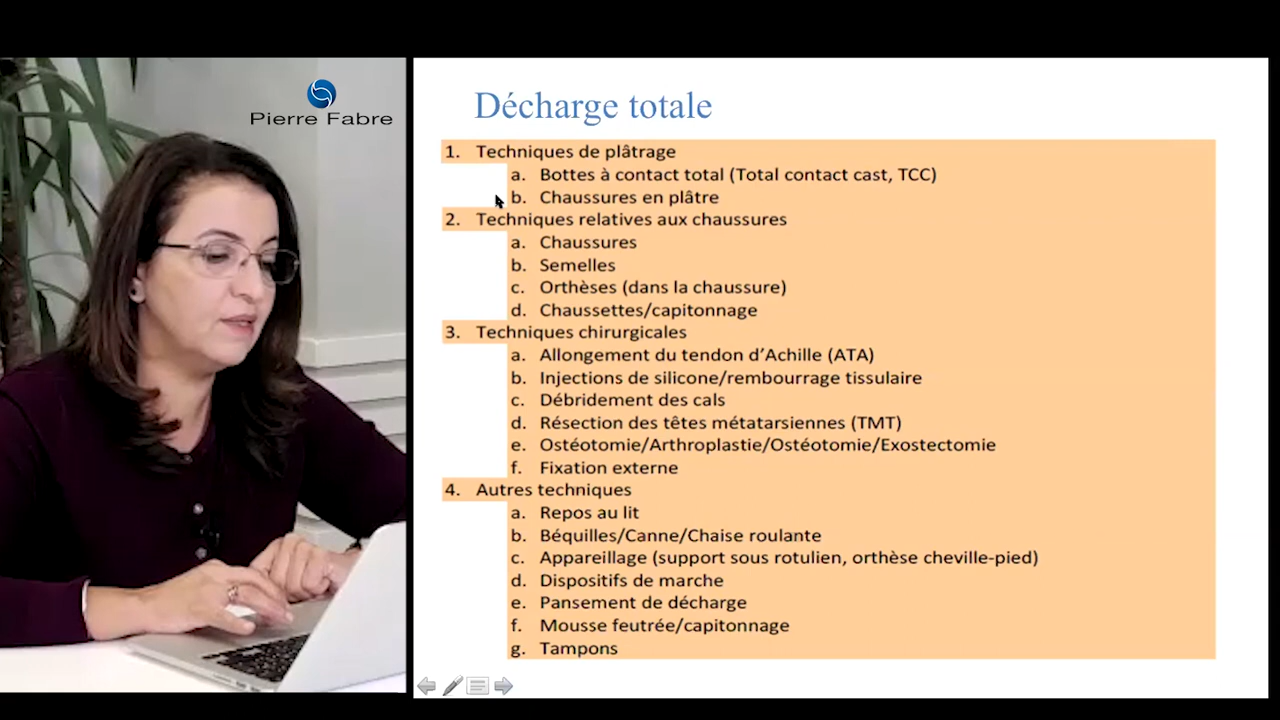 Pierre Fabre
Décharge totale
1. Techniques de plâtrage
a. Bottes à contact total (Total contact cast, TCC)
b. Chaussures en plâtre
2. Techniques relatives aux chaussures
a. Chaussures
b. Semelles
c. Orthèses (dans la chaussure)
d. Chaussettes/capitonnage
3. Techniques chirurgicales
a. Allongement du tendon d’Achille (ATA)
b. Injections de silicone/rembourrage tissulaire
c. Débridement des cals
d. Résection des têtes métatarsiennes (TMT)
e. Ostéotomie/Arthroplastie/Ostéotomie/Exostectomie
f. Fixation externe
4. Autres techniques
a. Repos au lit
b. Béquilles/Canne/Chaise roulante
c. Appareillage (support sous rotulien, orthèse cheville-pied)
d. Dispositifs de marche
e. Pansement de décharge
f. Mousse feutrée/capitonnage
g. Tampons